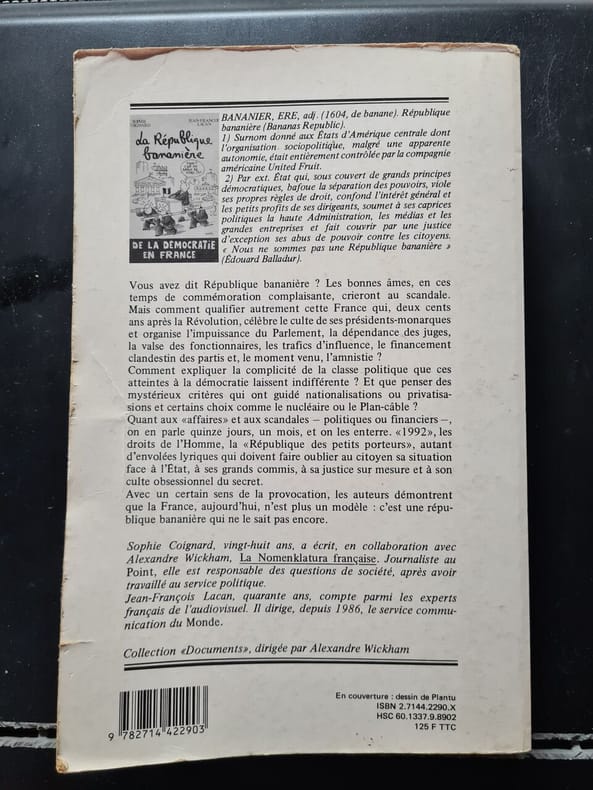 SOPHIE COIGNARD
JEAN-FRANÇOIS LACAN
La République
bananière
DE LA DÉMOCRATIE
EN FRANCE
BANANIER, ERE, adj. (1604, de banane). République
bananière (Bananas Republic).
1) Surnom donné aux États d'Amérique centrale dont
l'organisation sociopolitique, malgré une apparente
autonomie, était entièrement contrôlée par la compagnie
américaine United Fruit.
2) Par ext. État qui, sous couvert de grands principes
démocratiques, bafoue la séparation des pouvoirs, viole
ses propres règles de droit, confond l'intérêt général et
les petits profits de ses dirigeants, soumet à ses caprices
politiques la haute Administration, les médias et les
grandes entreprises et fait couvrir par une justice
d'exception ses abus de pouvoir contre les citoyens.
« Nous ne sommes pas une République bananière »
(Édouard Balladur).
Vous avez dit République bananière ? Les bonnes âmes, en ces
temps de commémoration complaisante, crieront au scandale.
Mais comment qualifier autrement cette France qui, deux cents
ans après la Révolution, célèbre le culte de ses présidents-monarques
et organise l'impuissance du Parlement, la dépendance des juges,
la valse des fonctionnaires, les trafics d'influence, le financement
clandestin des partis et, le moment venu, l'amnistie ?
Comment expliquer la complicité de la classe politique que ces
atteintes à la démocratie laissent indifférente ? Et que penser des
mystérieux critères qui ont guidé nationalisations ou privatisa-
sions et certains choix comme le nucléaire ou le Plan-câble ?
Quant aux «affaires» et aux scandales – politiques ou financiers –,
on en parle quinze jours, un mois, et on les enterre. «1992», les
droits de l'Homme, la «République des petits porteurs», autant
d'envolées lyriques qui doivent faire oublier au citoyen sa situation
face à l'État, à ses grands commis, à sa justice sur mesure et à son
culte obsessionnel du secret.
Avec un certain sens de la provocation, les auteurs démontrent
que la France, aujourd'hui, n'est plus un modèle : c'est une répu-
blique bananière qui ne le sait pas encore.
Sophie Coignard, vingt-huit ans, a écrit, en collaboration avec
Alexandre Wickham, La Nomenklatura française. Journaliste au
Point, elle est responsable des questions de société, après avoir
travaillé au service politique.
Jean-François Lacan, quarante ans, compte parmi les experts
français de l'audiovisuel. Il dirige, depuis 1986, le service commu-
nication du Monde.
Collection «Documents», dirigée par Alexandre Wickham
En couverture : dessin de Plantu
ISBN 2.7144.2290.X
HSC 60.1337.9.8902
125 F TTC
9 782714 422903